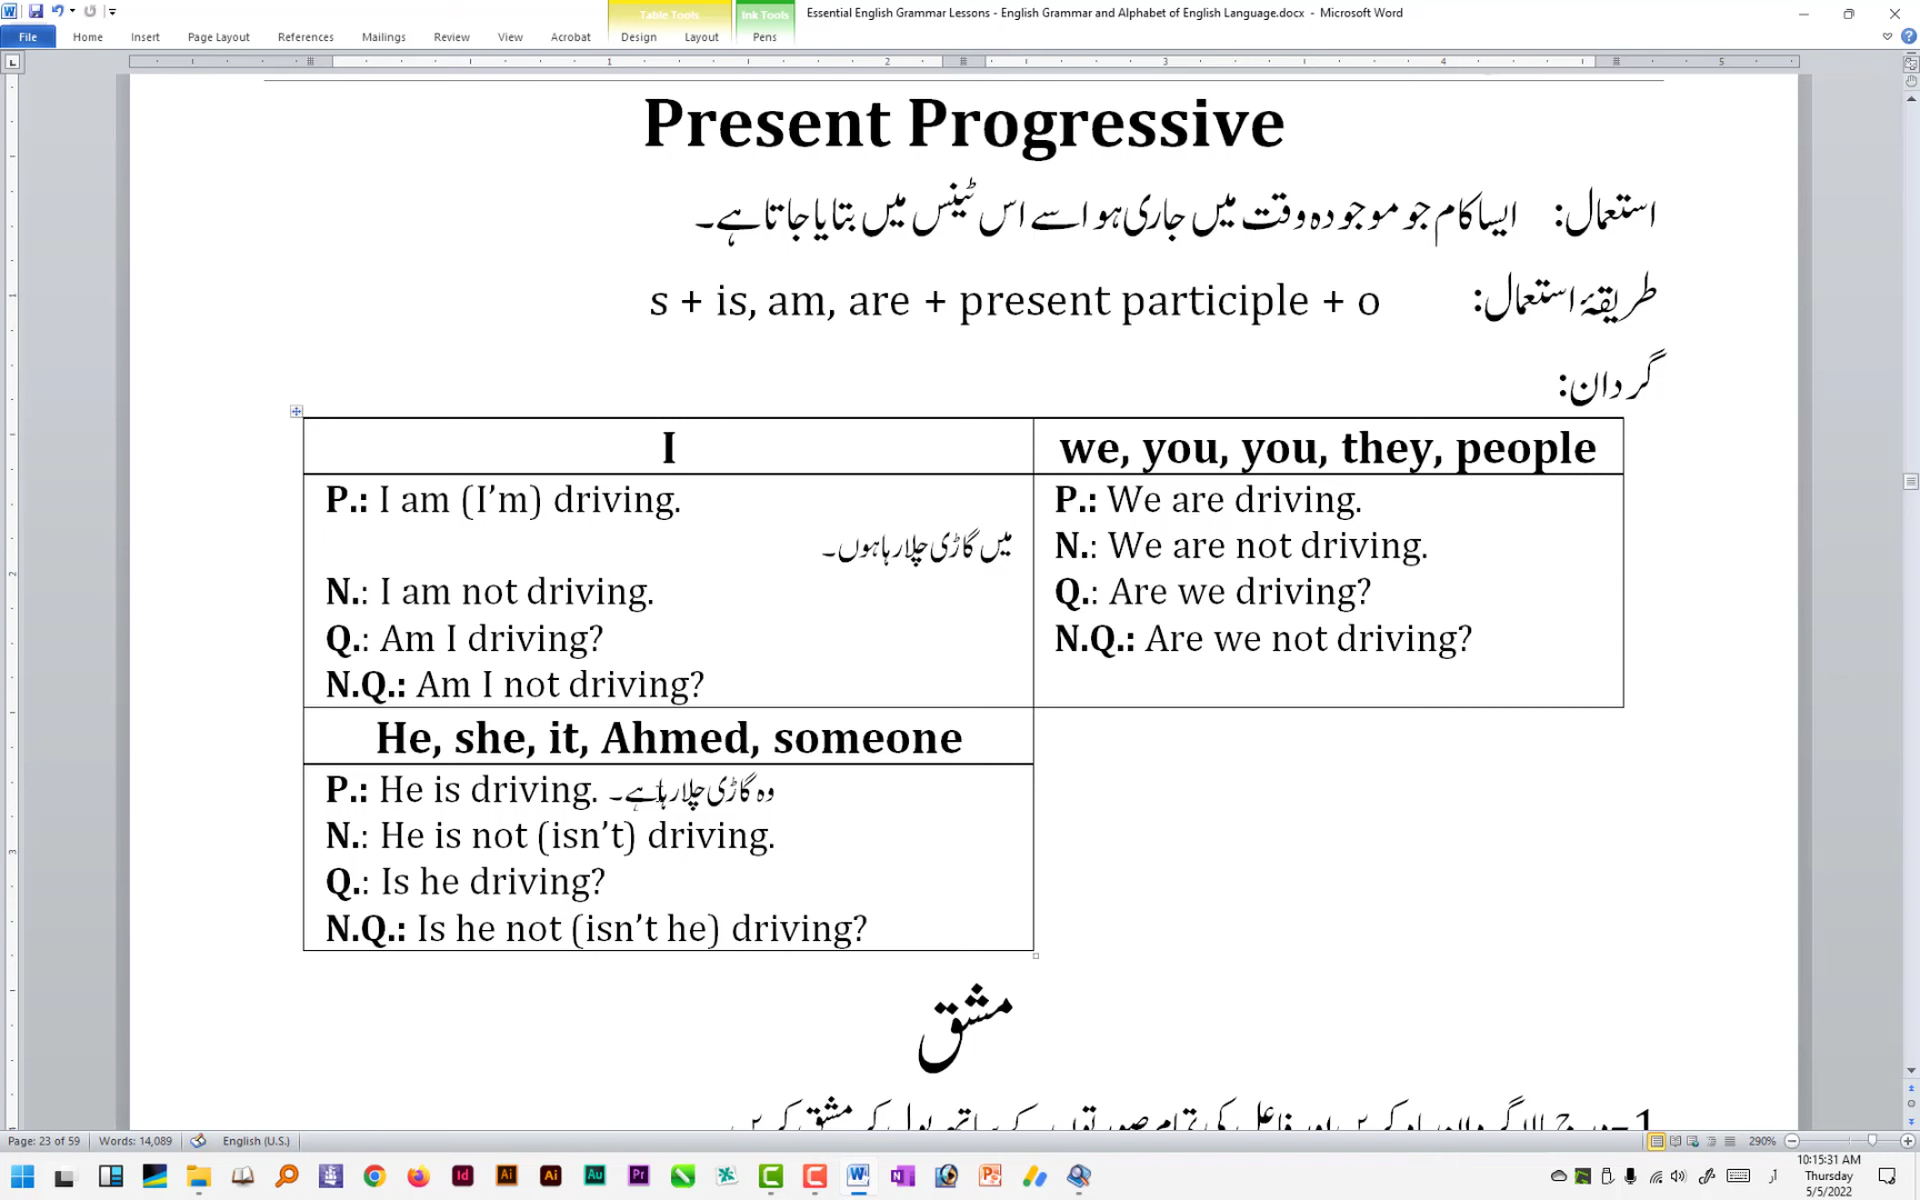 Table Tools
Ink Tools
Essential English Grammar Lessons - English Grammar and Alphabet of English Language.docx - Microsoft Word
File Home Insert Page Layout References Mailings Review View Acrobat Design Layout Pens
1 2 3 4 5
Present Progressive
استعمال: ایسا کام جو موجودہ وقت میں جاری ہو اسے اس ٹینس میں بتایا جاتا ہے۔
طریقۂ استعمال: s + is, am, are + present participle + o
گردان:
I
P.: I am (I’m) driving.
میں گاڑی چلا رہا ہوں۔
N.: I am not driving.
Q.: Am I driving?
N.Q.: Am I not driving?
we, you, you, they, people
P.: We are driving.
N.: We are not driving.
Q.: Are we driving?
N.Q.: Are we not driving?
He, she, it, Ahmed, someone
P.: He is driving. وہ گاڑی چلا رہا ہے۔
N.: He is not (isn’t) driving.
Q.: Is he driving?
N.Q.: Is he not (isn’t he) driving?
مشق
Page: 23 of 59 Words: 14,089 English (U.S.) 290%
10:15:31 AM
Thursday
5/5/2022